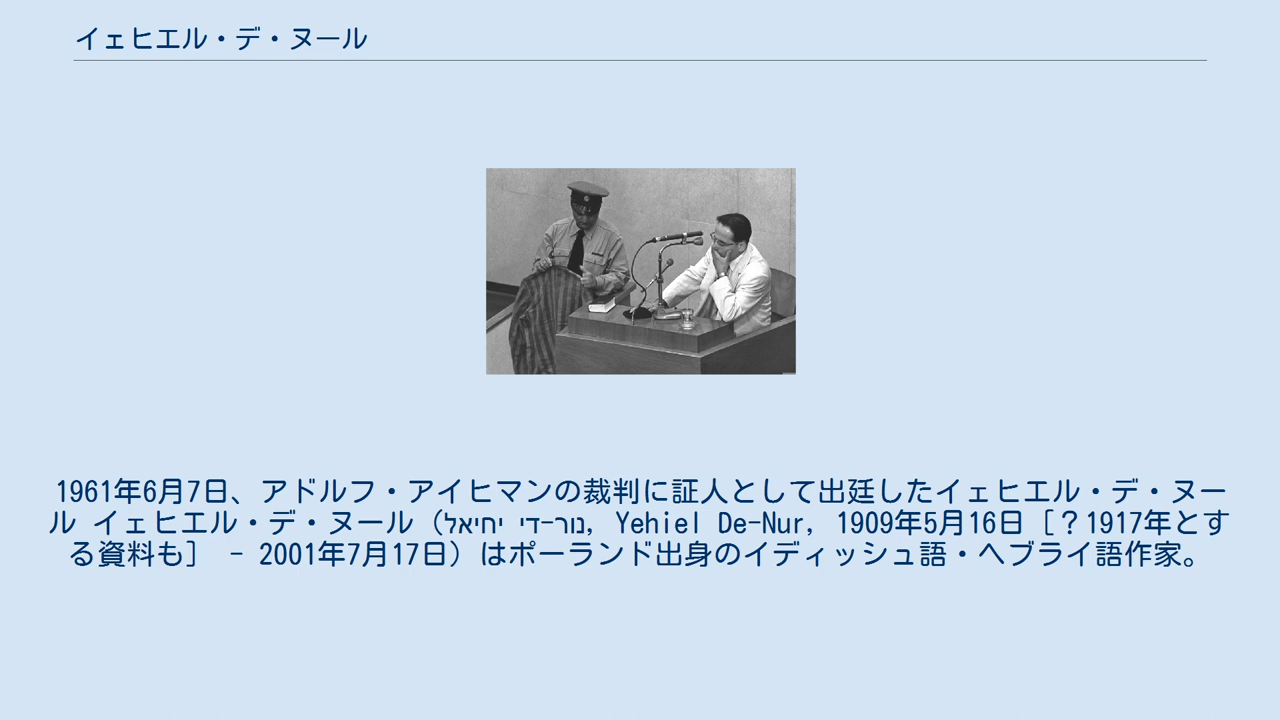 イェヒエル・デ・ヌール
1961年6月7日、アドルフ・アイヒマンの裁判に証人として出廷したイェヒエル・デ・ヌー
ル イェヒエル・デ・ヌール（יחיאל די-נור, Yehiel De-Nur, 1909年5月16日［？1917年とす
る資料も］ - 2001年7月17日）はポーランド出身のイディッシュ語・ヘブライ語作家。